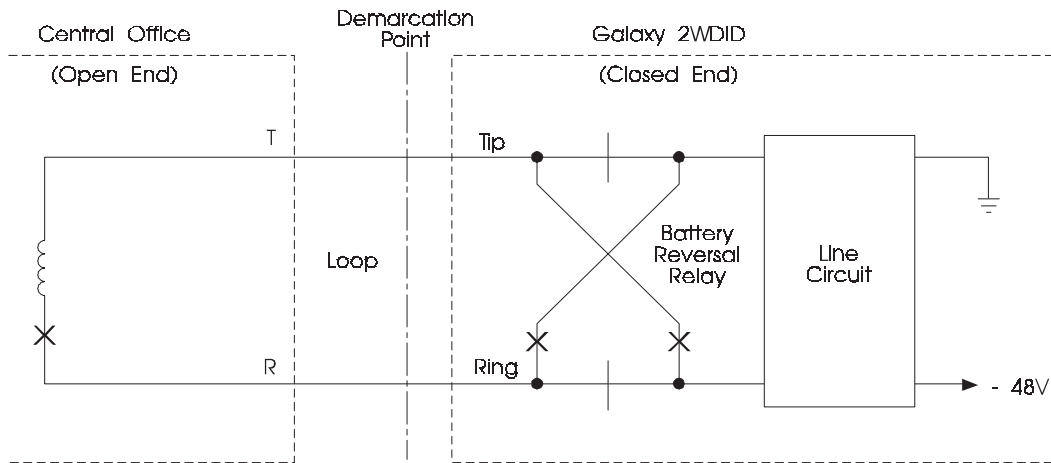 Demarcation
Point
Central Office
Galaxy 2WDID
(Open End)
(Closed End)
T
Tip
Loop
Battery
Reversal
Relay
Line
Circuit
R
Ring
- 48V